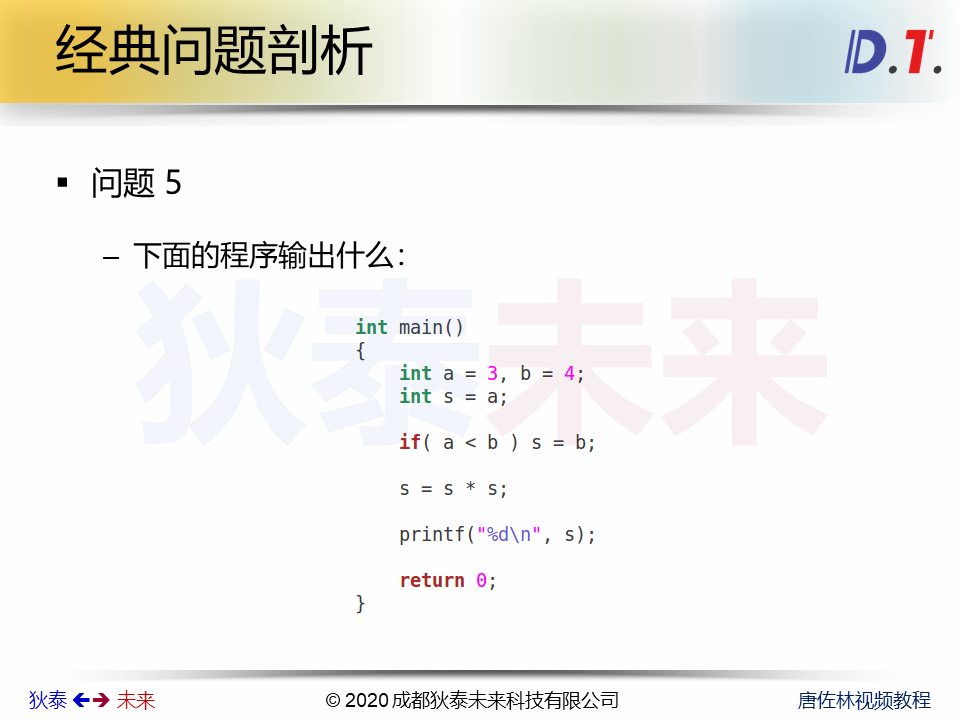 经典问题剖析
D.T.
▪ 问题 5
– 下面的程序输出什么：
狄泰未来
int main()
{
    int a = 3, b = 4;
    int s = a;
    if( a < b ) s = b;
    s = s * s;
    printf("%d\n", s);
    return 0;
}
狄泰 ←→ 未来
© 2020 成都狄泰未来科技有限公司
唐佐林视频教程